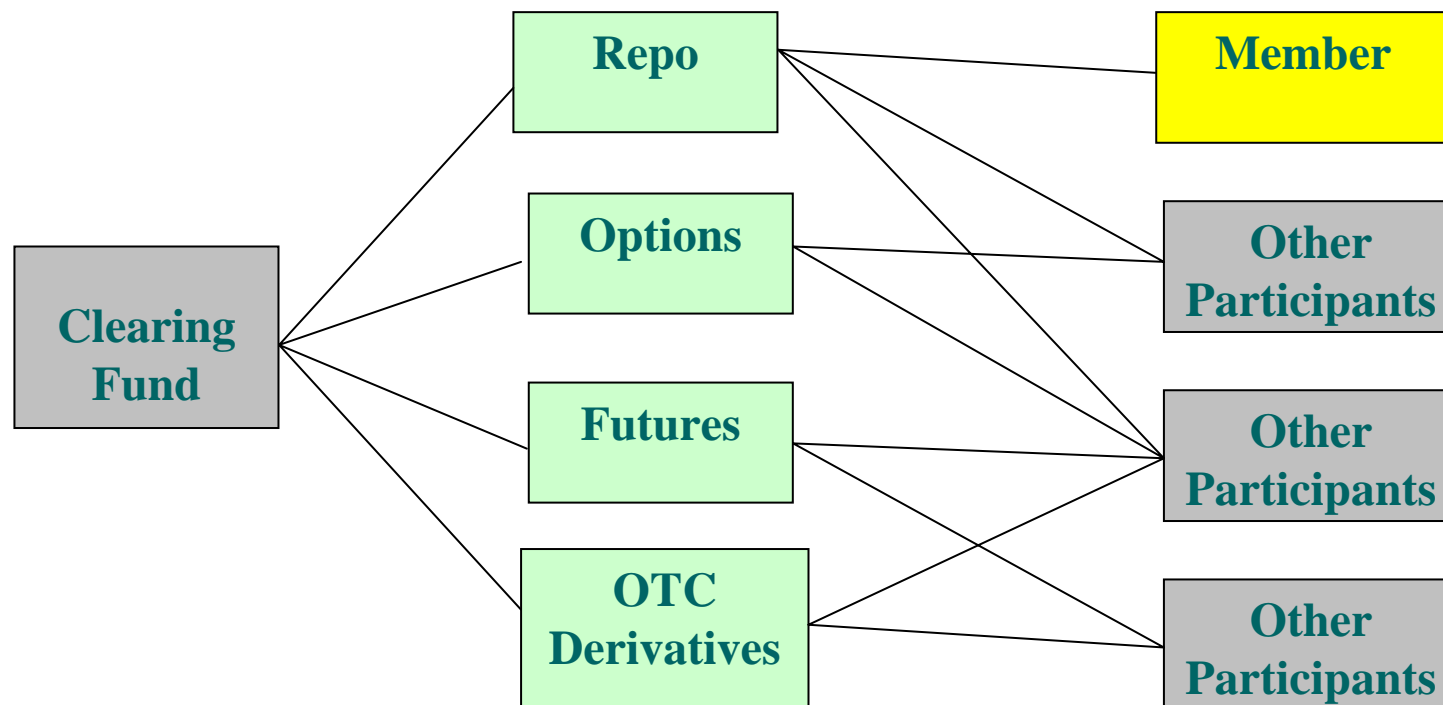 Clearing
Fund
Repo
Options
Futures
OTC
Derivatives
Member
Other
Participants
Other
Participants
Other
Participants